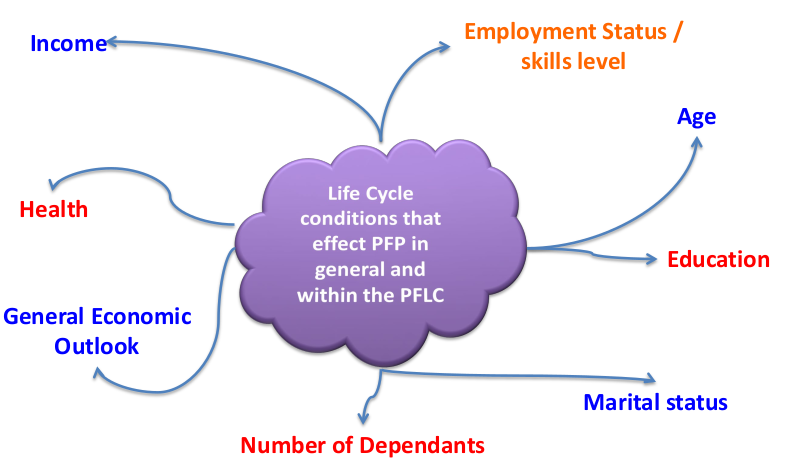 Income
Employment Status /
skills level
Age
Life Cycle
conditions that
effect PFP in
general and
within the PFLC
Health
Education
General Economic
Outlook
Marital status
Number of Dependants